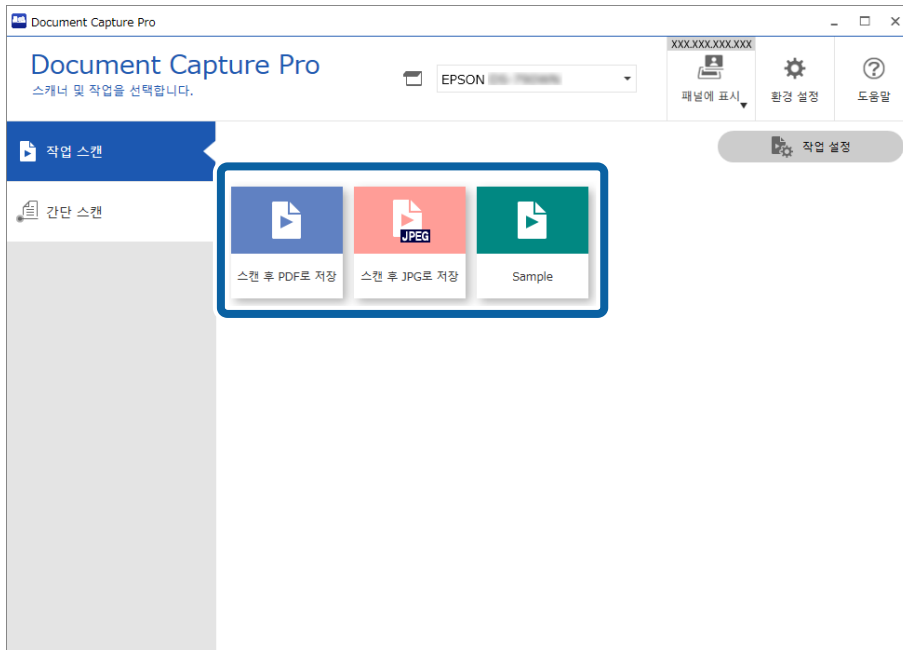 Document Capture Pro
Document Capture Pro
스캐너 및 작업을 선택합니다.
EPSON
XXX.XXX.XXX.XXX
패널에 표시
환경 설정
도움말
작업 스캔
작업 설정
간단 스캔
스캔 후 PDF로 저장
JPEG
스캔 후 JPG로 저장
Sample